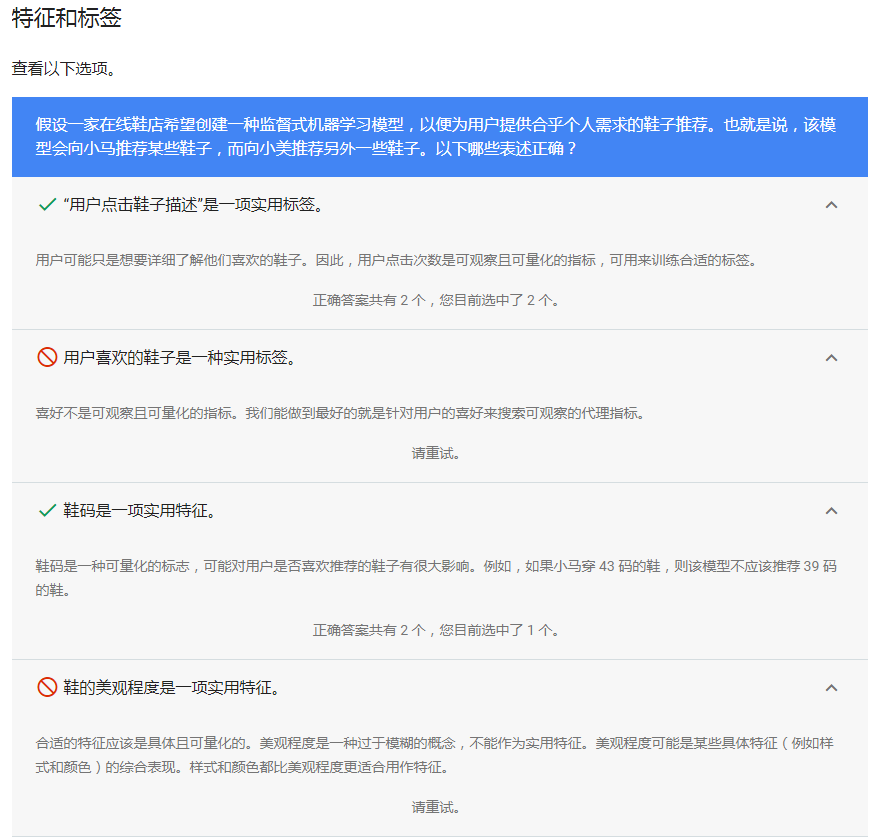 特征和标签
查看以下选项。
假设一家在线鞋店希望创建一种监督式机器学习模型，以便为用户提供合乎个人需求的鞋子推荐。也就是说，该模
型会向小马推荐某些鞋子，而向小美推荐另外一些鞋子。以下哪些表述正确？
“用户点击鞋子描述”是一项实用标签。
用户可能只是想要详细了解他们喜欢的鞋子。因此，用户点击次数是可观察且可量化的指标，可用来训练合适的标签。
正确答案共有 2 个，您目前选中了 2 个。
用户喜欢的鞋子是一种实用标签。
喜好不是可观察且可量化的指标。我们能做到最好的就是针对用户的喜好来搜索可观察的代理指标。
请重试。
鞋码是一项实用特征。
鞋码是一种可量化的标志，可能对用户是否喜欢推荐的鞋子有很大影响。例如，如果小马穿 43 码的鞋，则该模型不应该推荐 39 码
的鞋。
正确答案共有 2 个，您目前选中了 1 个。
鞋的美观程度是一项实用特征。
合适的特征应该是具体且可量化的。美观程度是一种过于模糊的概念，不能作为实用特征。美观程度可能是某些具体特征（例如样
式和颜色）的综合表现。样式和颜色都比美观程度更适合用作特征。
请重试。